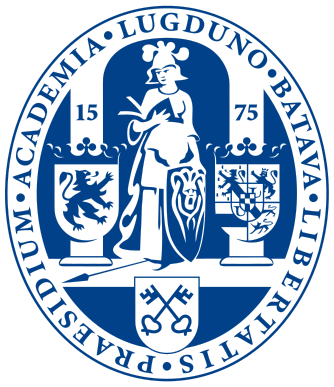 ACADEMIA · LUGDUNO · BATAVA · LIBERTATIS · PRAESIDIUM ·
15 75